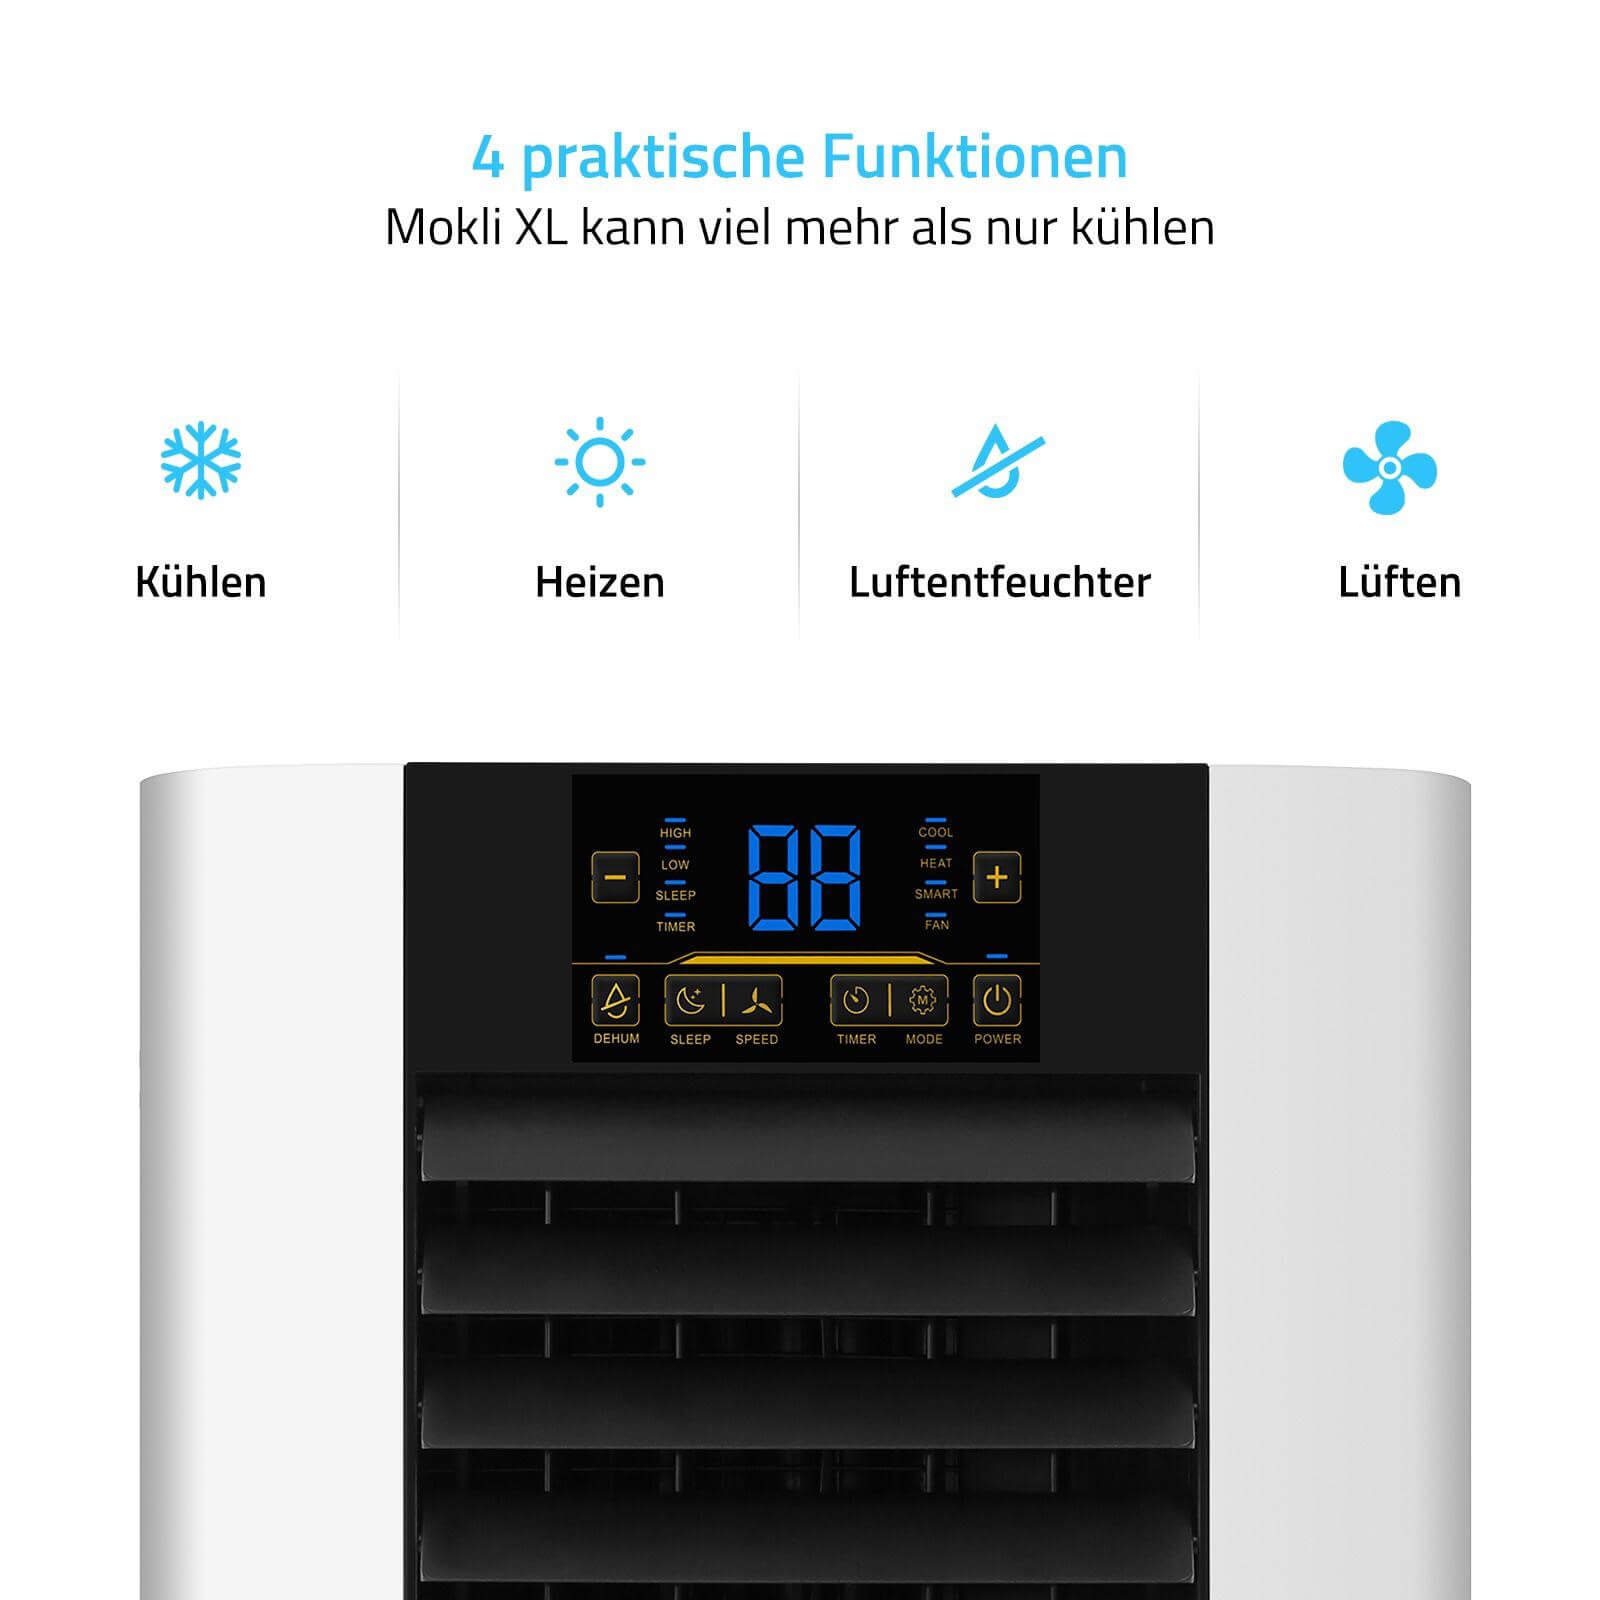 4 praktische Funktionen
Mokli XL kann viel mehr als nur kühlen
Kühlen
Heizen
Luftentfeuchter
Lüften
HIGH
LOW
SLEEP
TIMER
88
COOL
HEAT
SMART
FAN
−
+
M
DEHUM
SLEEP
SPEED
TIMER
MODE
POWER